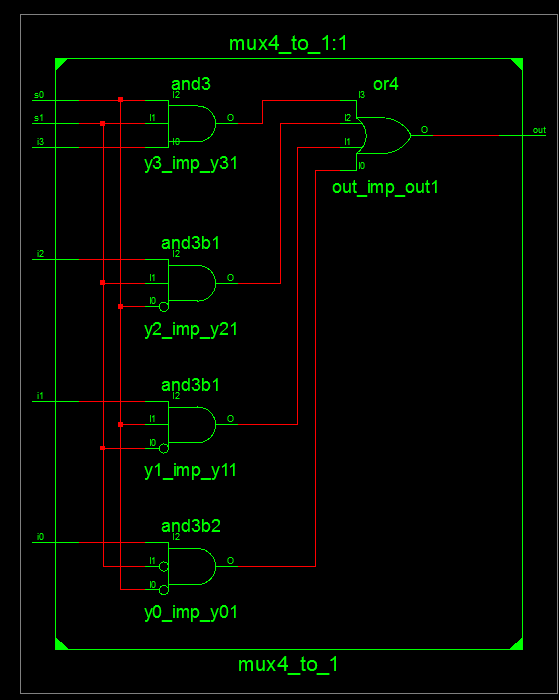 mux4_to_1:1
and3
or4
s0
I2
I3
s1
I1
O
I2
O
out
i3
I0
I1
y3_imp_y31
I0
out_imp_out1
and3b1
i2
I2
I1
O
I0
y2_imp_y21
and3b1
i1
I2
I1
O
I0
y1_imp_y11
and3b2
i0
I2
I1
O
I0
y0_imp_y01
mux4_to_1